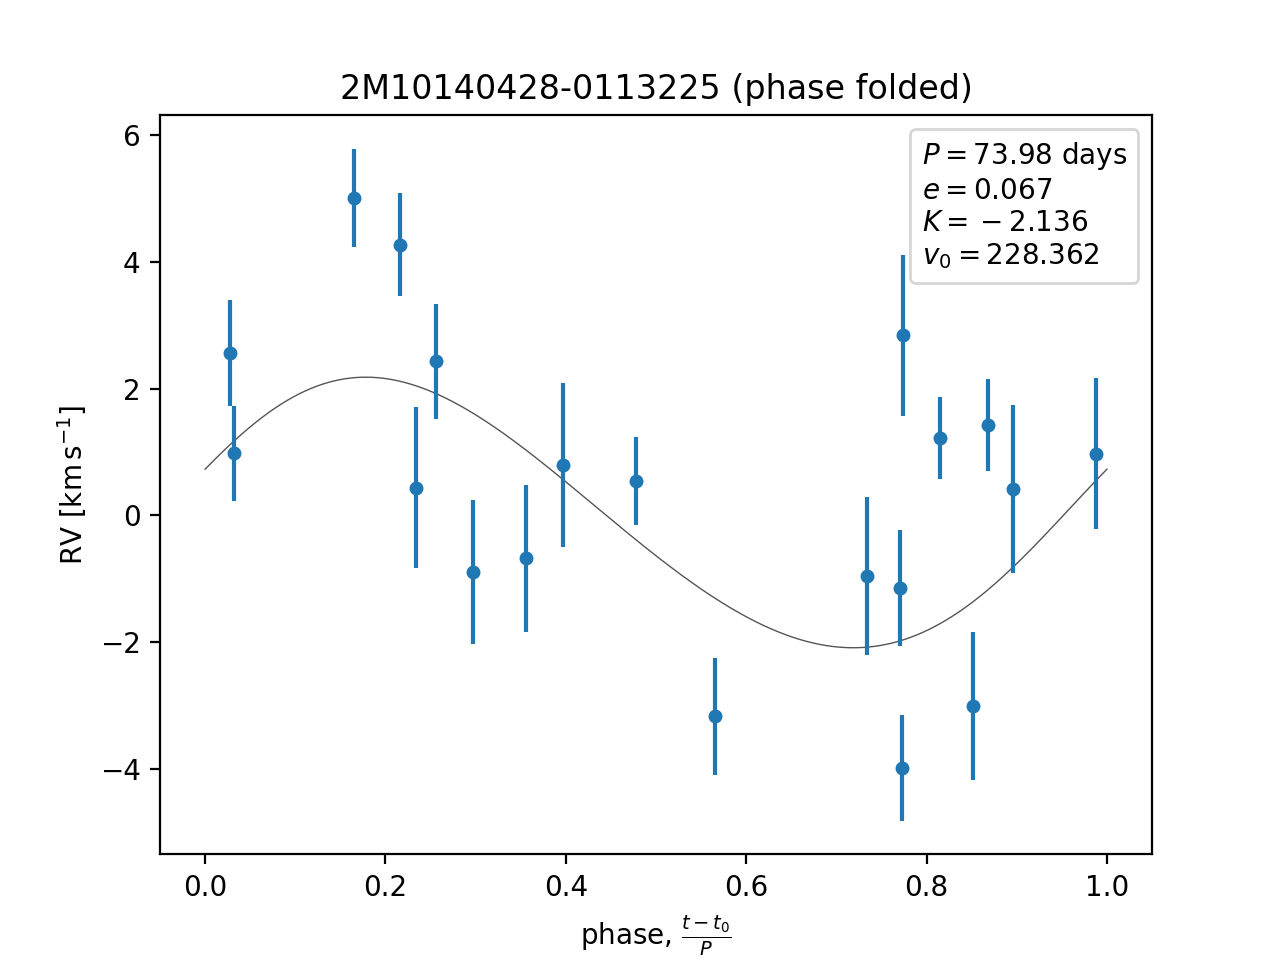 2M10140428-0113225 (phase folded)
P = 73.98 days
e = 0.067
K = −2.136
v₀ = 228.362
RV [km s⁻¹]
6
4
2
0
−2
−4
0.0 0.2 0.4 0.6 0.8 1.0
phase, (t − t₀)/P